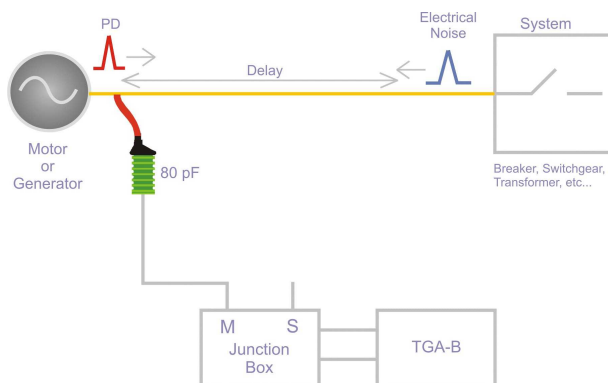 PD
Electrical
Noise
System
Delay
Motor
or
Generator
80 pF
Breaker, Switchgear,
Transformer, etc...
M S
Junction
Box
TGA-B